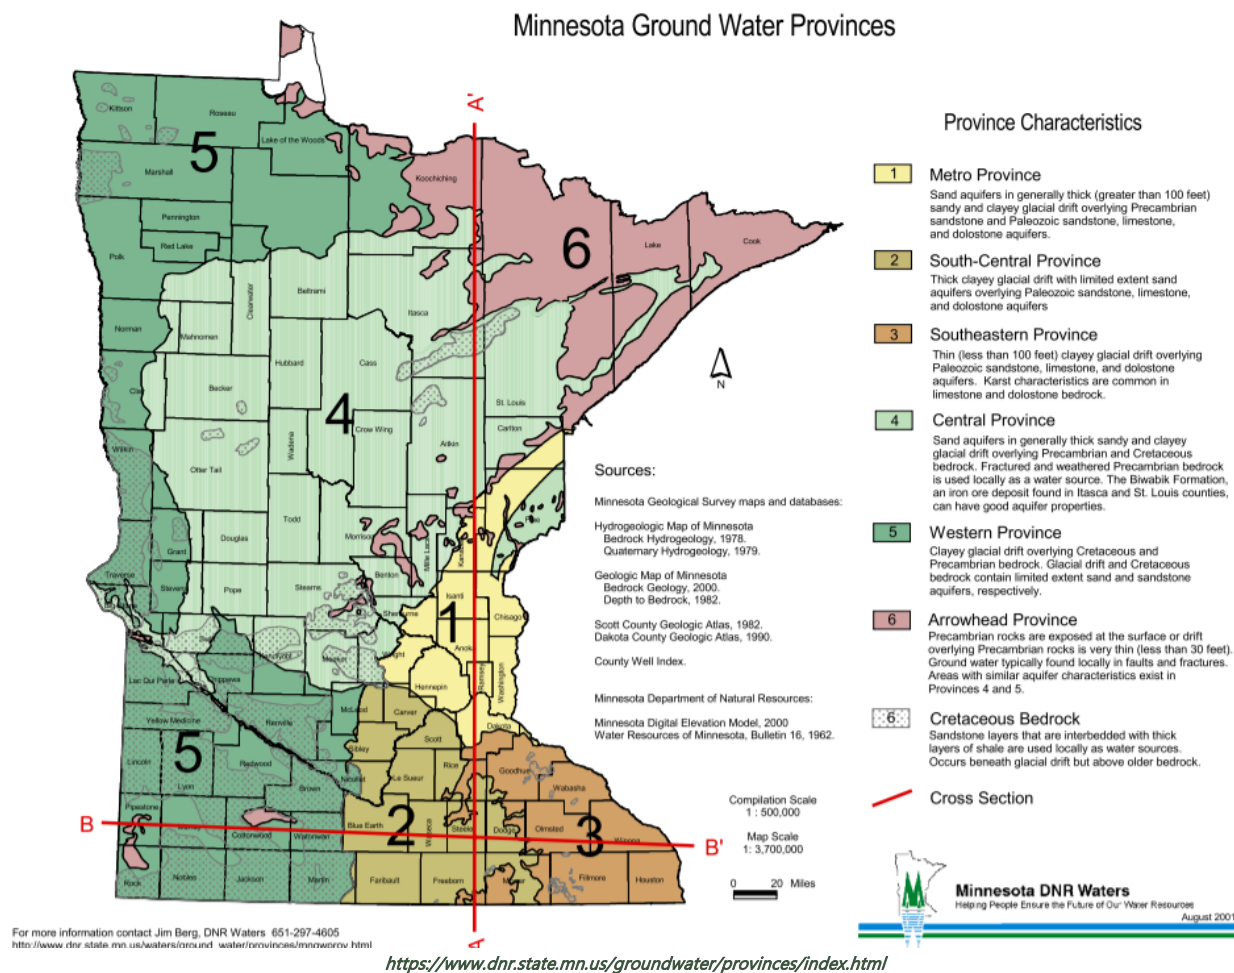 Minnesota Ground Water Provinces
A'
Kittson
Roseau
Lake of the Woods
5
Marshall
Koochiching
Pennington
Red Lake
Polk
6
Lake
Cook
Beltrami
Clearwater
Itasca
Norman
Mahnomen
Hubbard
Cass
Clay
Becker
4
St. Louis
Crow Wing
Wadena
Aitkin
Carlton
Wilkin
Otter Tail
Todd
Pine
Douglas
Morrison
Grant
Mille Lacs
Kanabec
Benton
Traverse
Stevens
Pope
Stearns
Isanti
Sherburne
1
Chisago
Anoka
Wright
Meeker
Hennepin
Ramsey
Washington
Lac Qui Parle
Chippewa
McLeod
Carver
Dakota
Yellow Medicine
Renville
Scott
Sibley
5
Lincoln
Lyon
Redwood
Nicollet
Le Sueur
Rice
Goodhue
Wabasha
Brown
Pipestone
B
Cottonwood
Watonwan
Blue Earth
2
Waseca
Steele
Dodge
Olmsted
3
Winona
B'
Rock
Nobles
Jackson
Martin
Faribault
Freeborn
Mower
Fillmore
Houston
A
N
Sources:
Minnesota Geological Survey maps and databases:
Hydrogeologic Map of Minnesota
Bedrock Hydrogeology, 1978.
Quaternary Hydrogeology, 1979.
Geologic Map of Minnesota
Bedrock Geology, 2000.
Depth to Bedrock, 1982.
Scott County Geologic Atlas, 1982.
Dakota County Geologic Atlas, 1990.
County Well Index.
Minnesota Department of Natural Resources:
Minnesota Digital Elevation Model, 2000
Water Resources of Minnesota, Bulletin 16, 1962.
Compilation Scale
1 : 500,000
Map Scale
1: 3,700,000
0 20 Miles
Province Characteristics
1 Metro Province
Sand aquifers in generally thick (greater than 100 feet)
sandy and clayey glacial drift overlying Precambrian
sandstone and Paleozoic sandstone, limestone,
and dolostone aquifers.
2 South-Central Province
Thick clayey glacial drift with limited extent sand
aquifers overlying Paleozoic sandstone, limestone,
and dolostone aquifers
3 Southeastern Province
Thin (less than 100 feet) clayey glacial drift overlying
Paleozoic sandstone, limestone, and dolostone
aquifers. Karst characteristics are common in
limestone and dolostone bedrock.
4 Central Province
Sand aquifers in generally thick sandy and clayey
glacial drift overlying Precambrian and Cretaceous
bedrock. Fractured and weathered Precambrian bedrock
is used locally as a water source. The Biwabik Formation,
an iron ore deposit found in Itasca and St. Louis counties,
can have good aquifer properties.
5 Western Province
Clayey glacial drift overlying Cretaceous and
Precambrian bedrock. Glacial drift and Cretaceous
bedrock contain limited extent sand and sandstone
aquifers, respectively.
6 Arrowhead Province
Precambrian rocks are exposed at the surface or drift
overlying Precambrian rocks is very thin (less than 30 feet).
Ground water typically found locally in faults and fractures.
Areas with similar aquifer characteristics exist in
Provinces 4 and 5.
6 Cretaceous Bedrock
Sandstone layers that are interbedded with thick
layers of shale are used locally as water sources.
Occurs beneath glacial drift but above older bedrock.
Cross Section
Minnesota DNR Waters
Helping People Ensure the Future of Our Water Resources
August 2001
For more information contact Jim Berg, DNR Waters 651-297-4605
http://www.dnr.state.mn.us/waters/ground_water/provinces/mngwprov.html
https://www.dnr.state.mn.us/groundwater/provinces/index.html